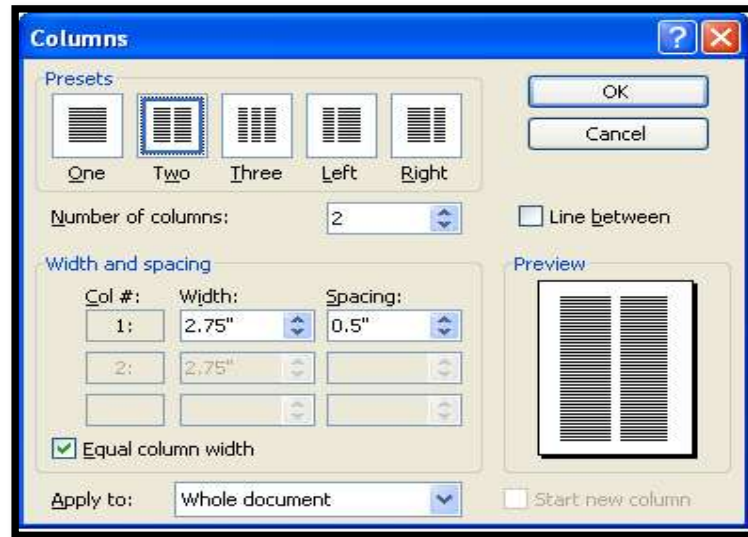 Columns
Presets
One Two Three Left Right
OK
Cancel
Number of columns: 2
Line between
Width and spacing
Col #: Width: Spacing:
1: 2.75" 0.5"
2: 2.75"
Equal column width
Preview
Apply to: Whole document
Start new column